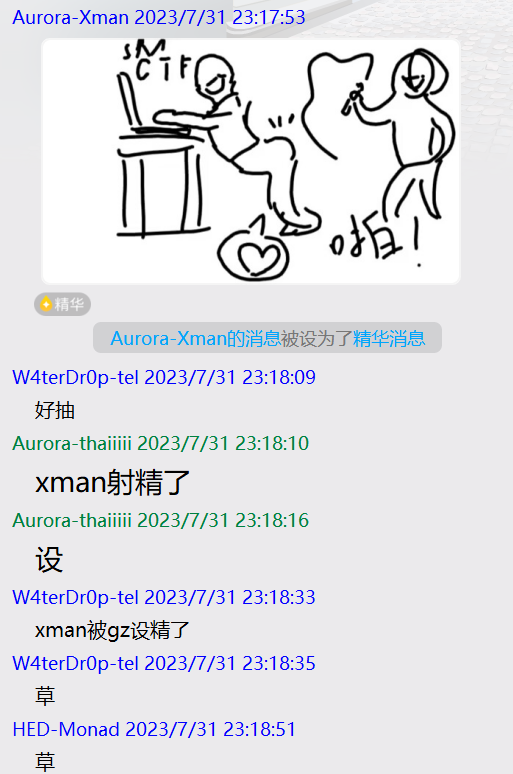 Aurora-Xman 2023/7/31 23:17:53
SM
CTF
啪!
精华
Aurora-Xman的消息被设为了精华消息
W4terDr0p-tel 2023/7/31 23:18:09
好抽
Aurora-thaiiiii 2023/7/31 23:18:10
xman射精了
Aurora-thaiiiii 2023/7/31 23:18:16
设
W4terDr0p-tel 2023/7/31 23:18:33
xman被gz设精了
W4terDr0p-tel 2023/7/31 23:18:35
草
HED-Monad 2023/7/31 23:18:51
草